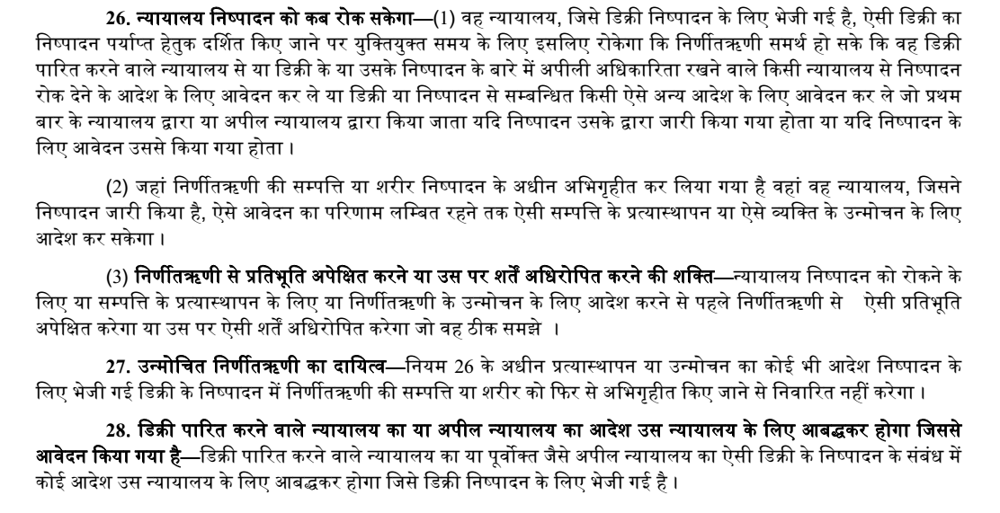 26. न्यायालय निष्पादन को कब रोक सकेगा—(1) वह न्यायालय, जिसे डिक्री निष्पादन के लिए भेजी गई है, ऐसी डिक्री का
निष्पादन पर्याप्त हेतुक दर्शित किए जाने पर युक्तियुक्त समय के लिए इसलिए रोकेगा कि निर्णीतऋणी समर्थ हो सके कि वह डिक्री
पारित करने वाले न्यायालय से या डिक्री के या उसके निष्पादन के बारे में अपीली अधिकारिता रखने वाले किसी न्यायालय से निष्पादन
रोक देने के आदेश के लिए आवेदन कर ले या डिक्री या निष्पादन से सम्बन्धित किसी ऐसे अन्य आदेश के लिए आवेदन कर ले जो प्रथम
बार के न्यायालय द्वारा या अपील न्यायालय द्वारा किया जाता यदि निष्पादन उसके द्वारा जारी किया गया होता या यदि निष्पादन के
लिए आवेदन उससे किया गया होता ।
(2) जहां निर्णीतऋणी की सम्पत्ति या शरीर निष्पादन के अधीन अभिगृहीत कर लिया गया है वहां वह न्यायालय, जिसने
निष्पादन जारी किया है, ऐसे आवेदन का परिणाम लम्बित रहने तक ऐसी सम्पत्ति के प्रत्यास्थापन या ऐसे व्यक्ति के उन्मोचन के लिए
आदेश कर सकेगा ।
(3) निर्णीतऋणी से प्रतिभूति अपेक्षित करने या उस पर शर्तें अधिरोपित करने की शक्ति—न्यायालय निष्पादन को रोकने के
लिए या सम्पत्ति के प्रत्यास्थापन के लिए या निर्णीतऋणी के उन्मोचन के लिए आदेश करने से पहले निर्णीतऋणी से ऐसी प्रतिभूति
अपेक्षित करेगा या उस पर ऐसी शर्तें अधिरोपित करेगा जो वह ठीक समझे ।
27. उन्मोचित निर्णीतऋणी का दायित्व—नियम 26 के अधीन प्रत्यास्थापन या उन्मोचन का कोई भी आदेश निष्पादन के
लिए भेजी गई डिक्री के निष्पादन में निर्णीतऋणी की सम्पत्ति या शरीर को फिर से अभिगृहीत किए जाने से निवारित नहीं करेगा ।
28. डिक्री पारित करने वाले न्यायालय का या अपील न्यायालय का आदेश उस न्यायालय के लिए आबद्धकर होगा जिससे
आवेदन किया गया है—डिक्री पारित करने वाले न्यायालय का या पूर्वोक्त जैसे अपील न्यायालय का ऐसी डिक्री के निष्पादन के संबंध में
कोई आदेश उस न्यायालय के लिए आबद्धकर होगा जिसे डिक्री निष्पादन के लिए भेजी गई है ।